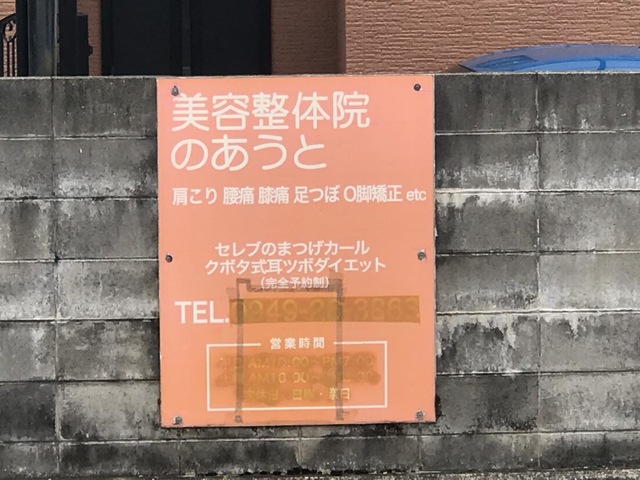 美容整体院
のあうと
肩こり 腰痛 膝痛 足つぼ O脚矯正 etc
セレブのまつげカール
クボタ式耳ツボダイエット
(完全予約制)
TEL.
営業時間